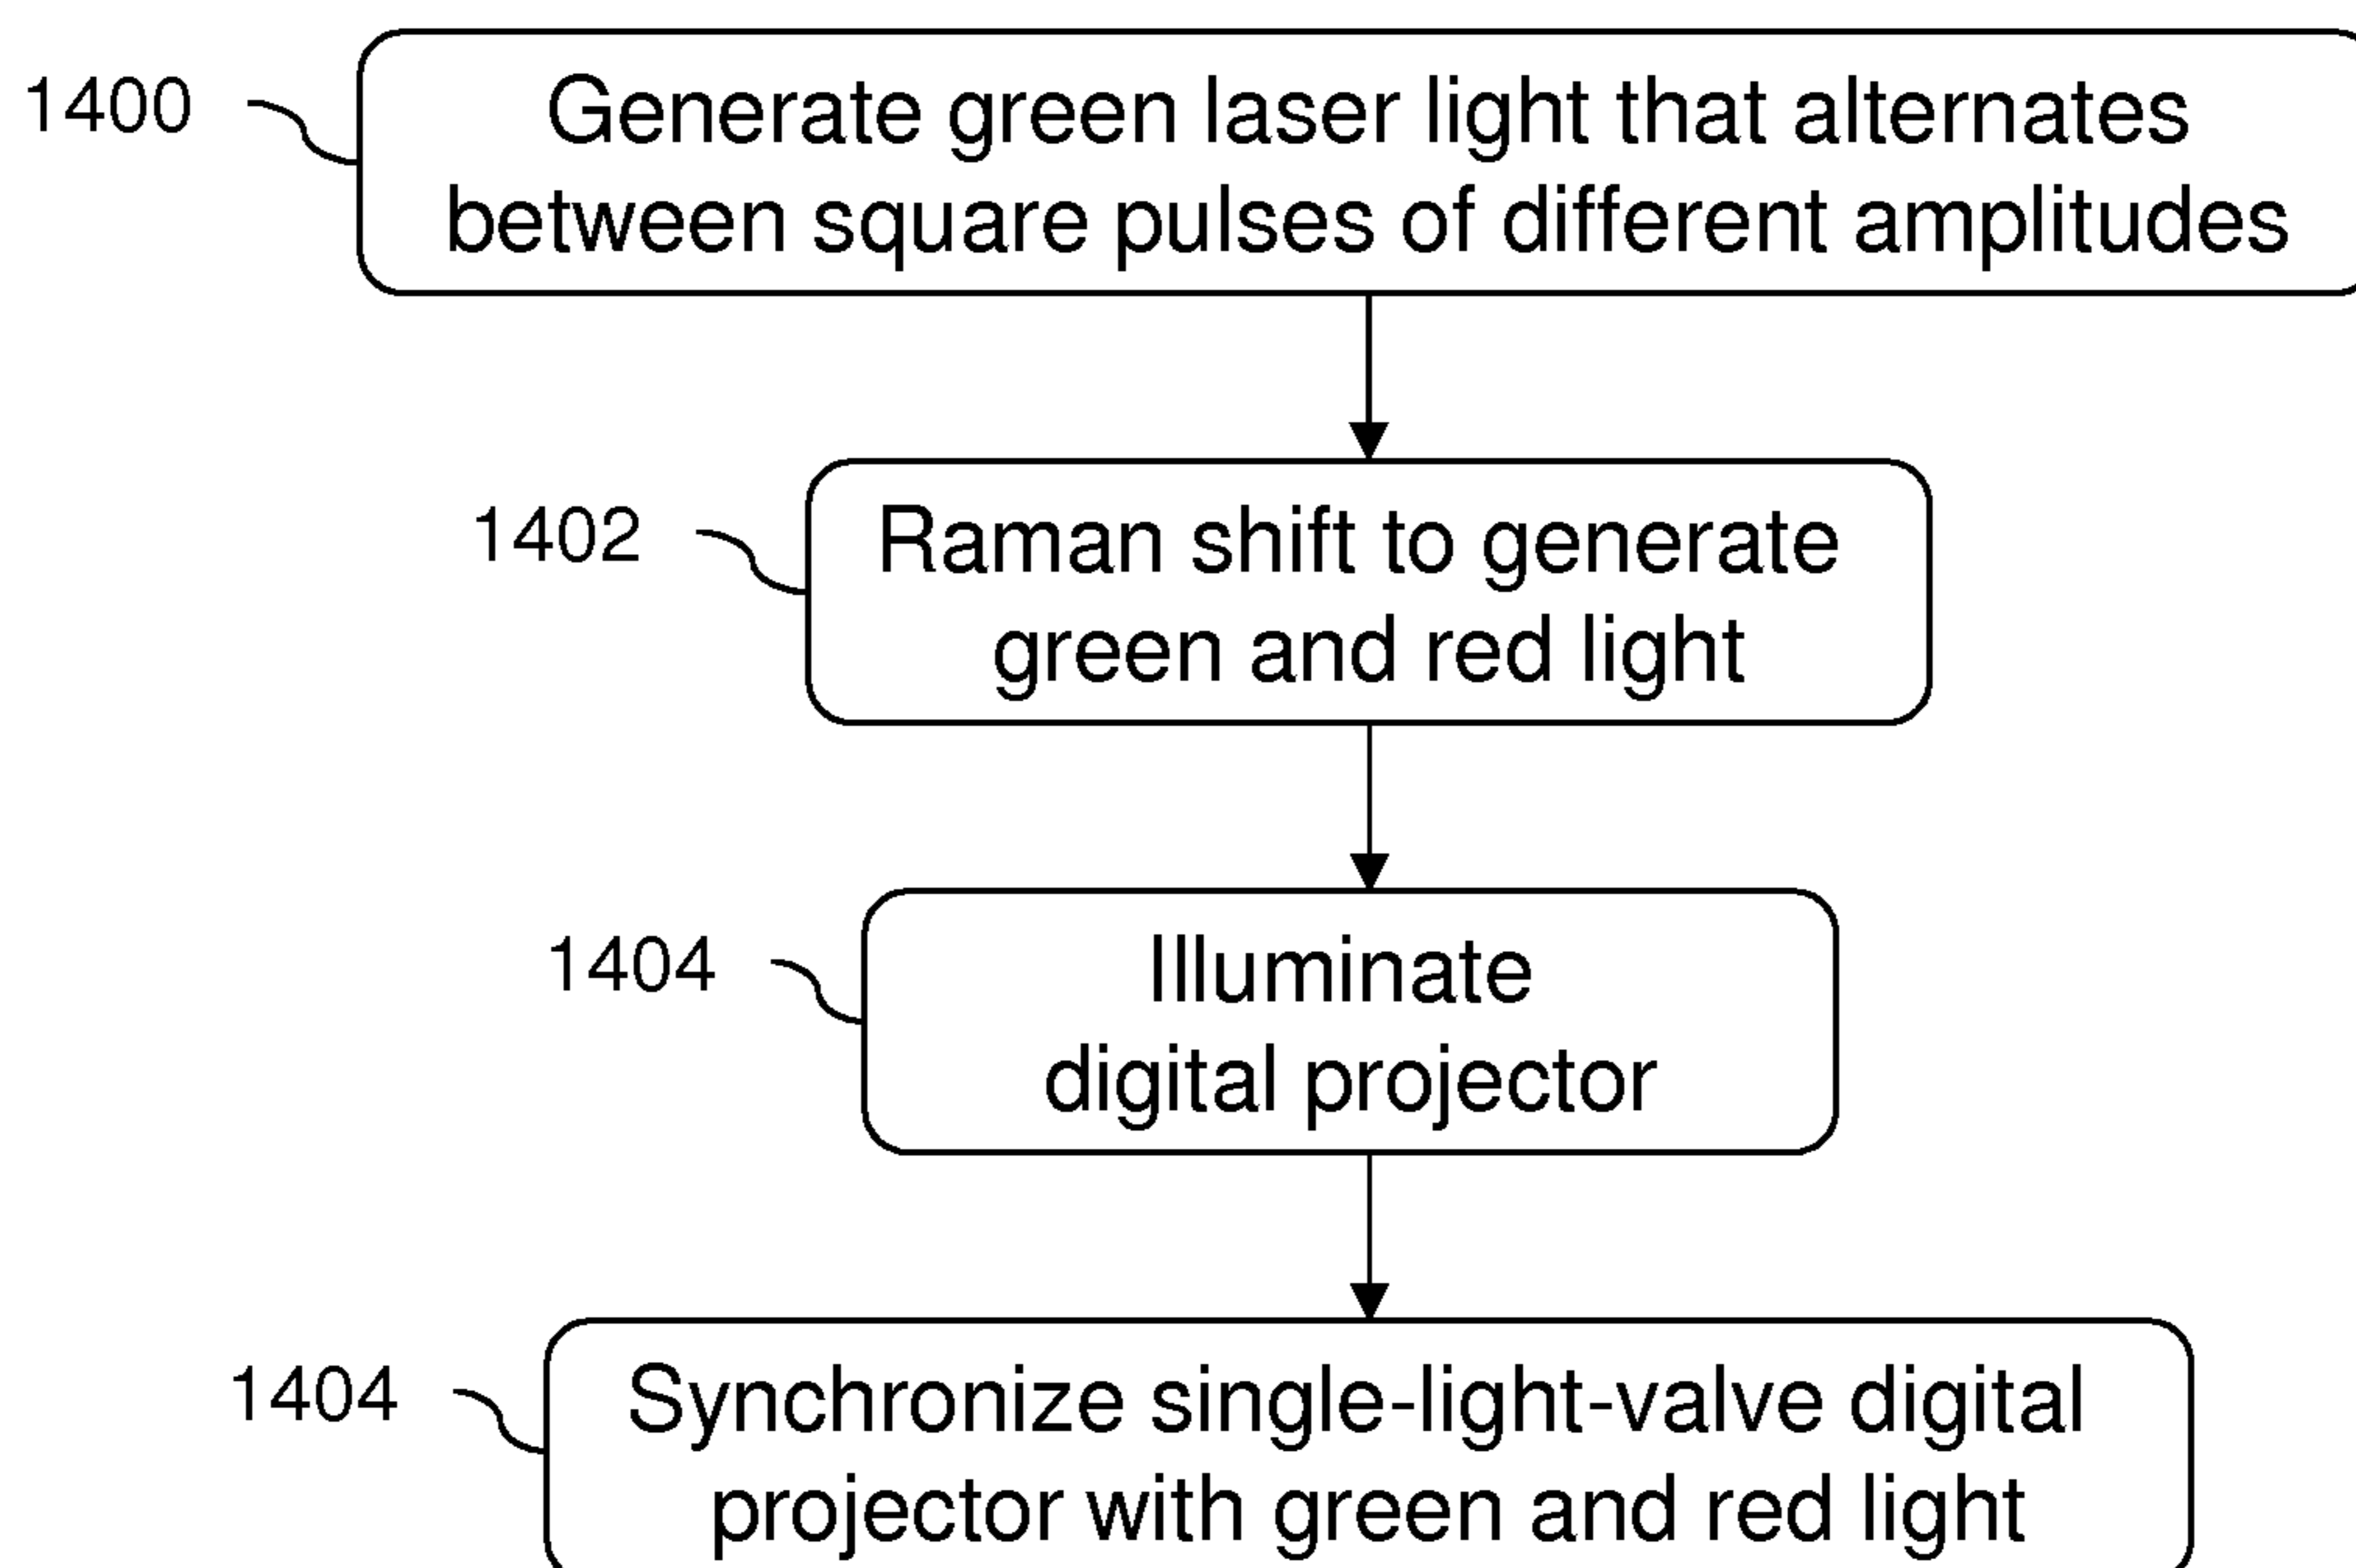 1400
Generate green laser light that alternates
between square pulses of different amplitudes
1402
Raman shift to generate
green and red light
1404
Illuminate
digital projector
1404
Synchronize single-light-valve digital
projector with green and red light